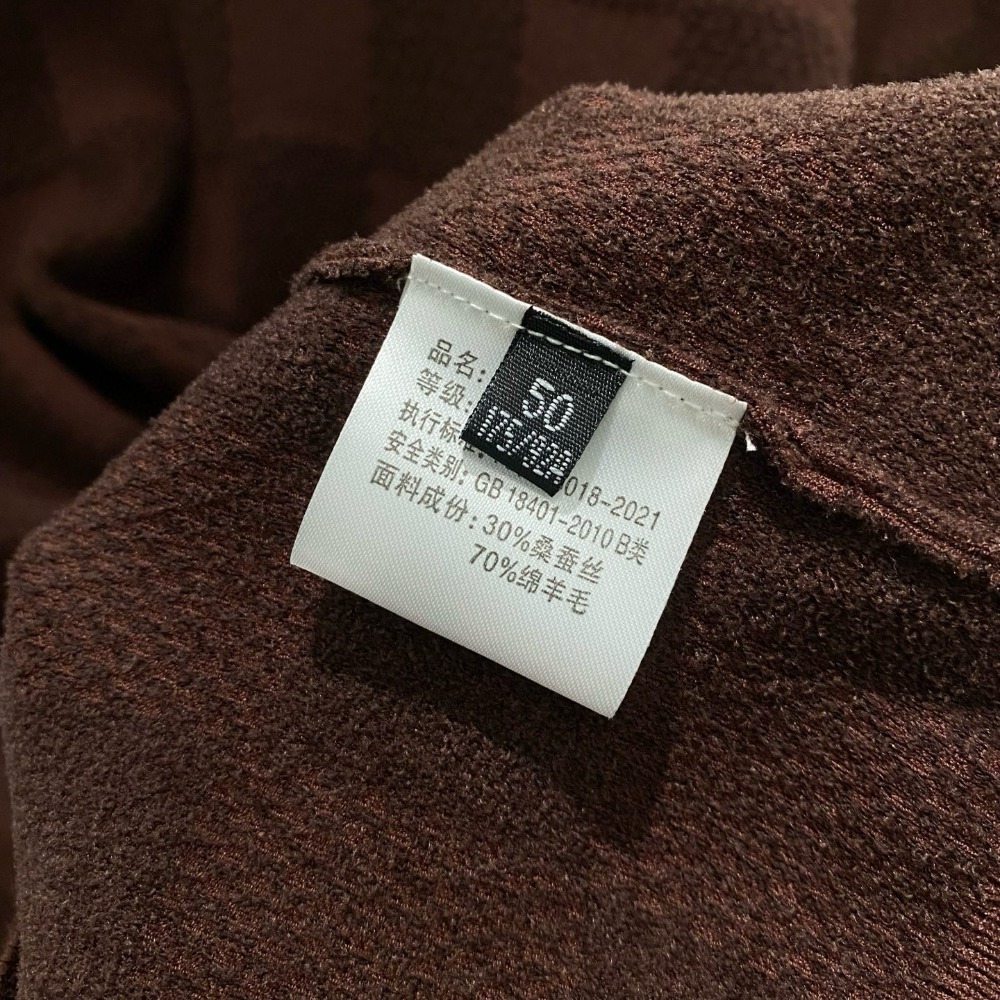 50
品名:
等级:
执行标准: 018-2021
安全类别: GB 18401-2010 B类
面料成份: 30%桑蚕丝
70%绵羊毛